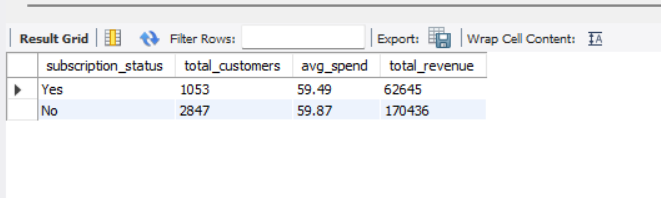 Result Grid Filter Rows: Export: Wrap Cell Content: IA
subscription_status total_customers avg_spend total_revenue
Yes 1053 59.49 62645
No 2847 59.87 170436